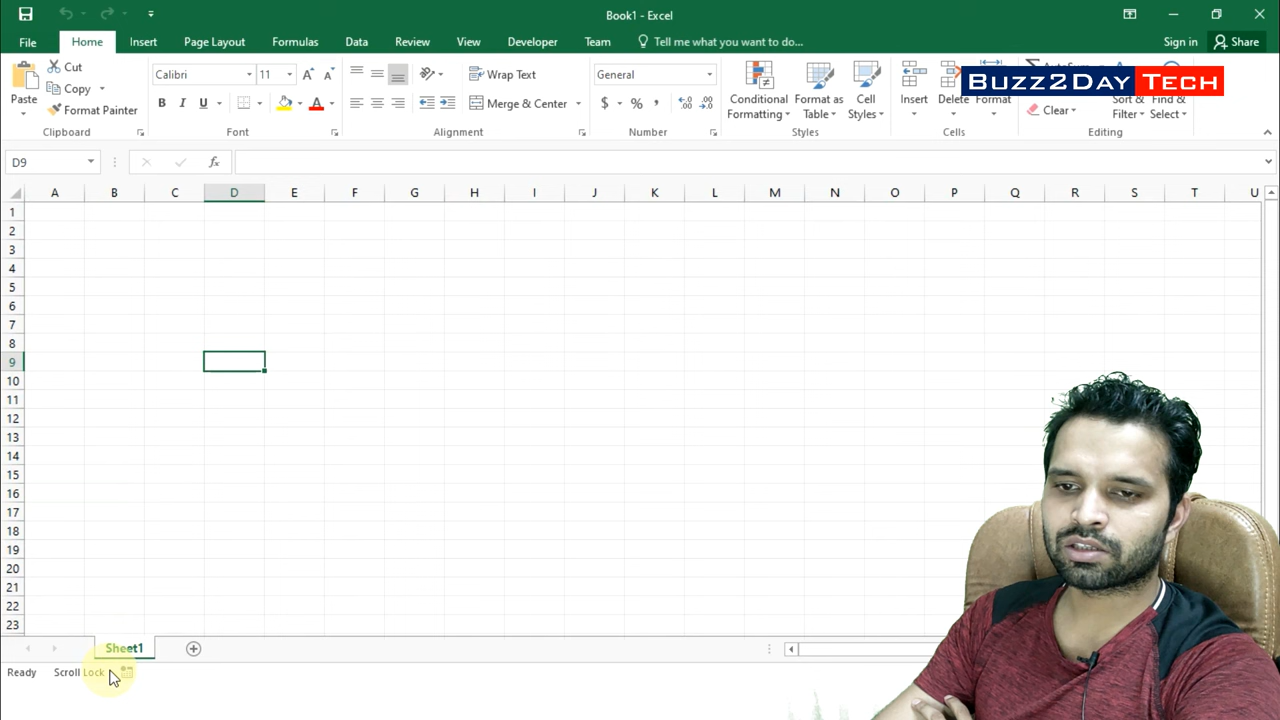 Book1 - Excel
File Home Insert Page Layout Formulas Data Review View Developer Team Tell me what you want to do... Sign in Share
Paste
Cut
Copy
Format Painter
Clipboard
Calibri 11
B I U A
Font
Wrap Text
Merge & Center
Alignment
General
$ % ,
Number
Conditional Formatting
Format as Table
Cell Styles
Styles
Insert Delete Format
Cells
Clear
Sort & Filter
Find & Select
Editing
BUZZ2DAY TECH
D9 fx
A B C D E F G H I J K L M N O P Q R S T U
1
2
3
4
5
6
7
8
9
10
11
12
13
14
15
16
17
18
19
20
21
22
23
Sheet1
Ready Scroll Lock